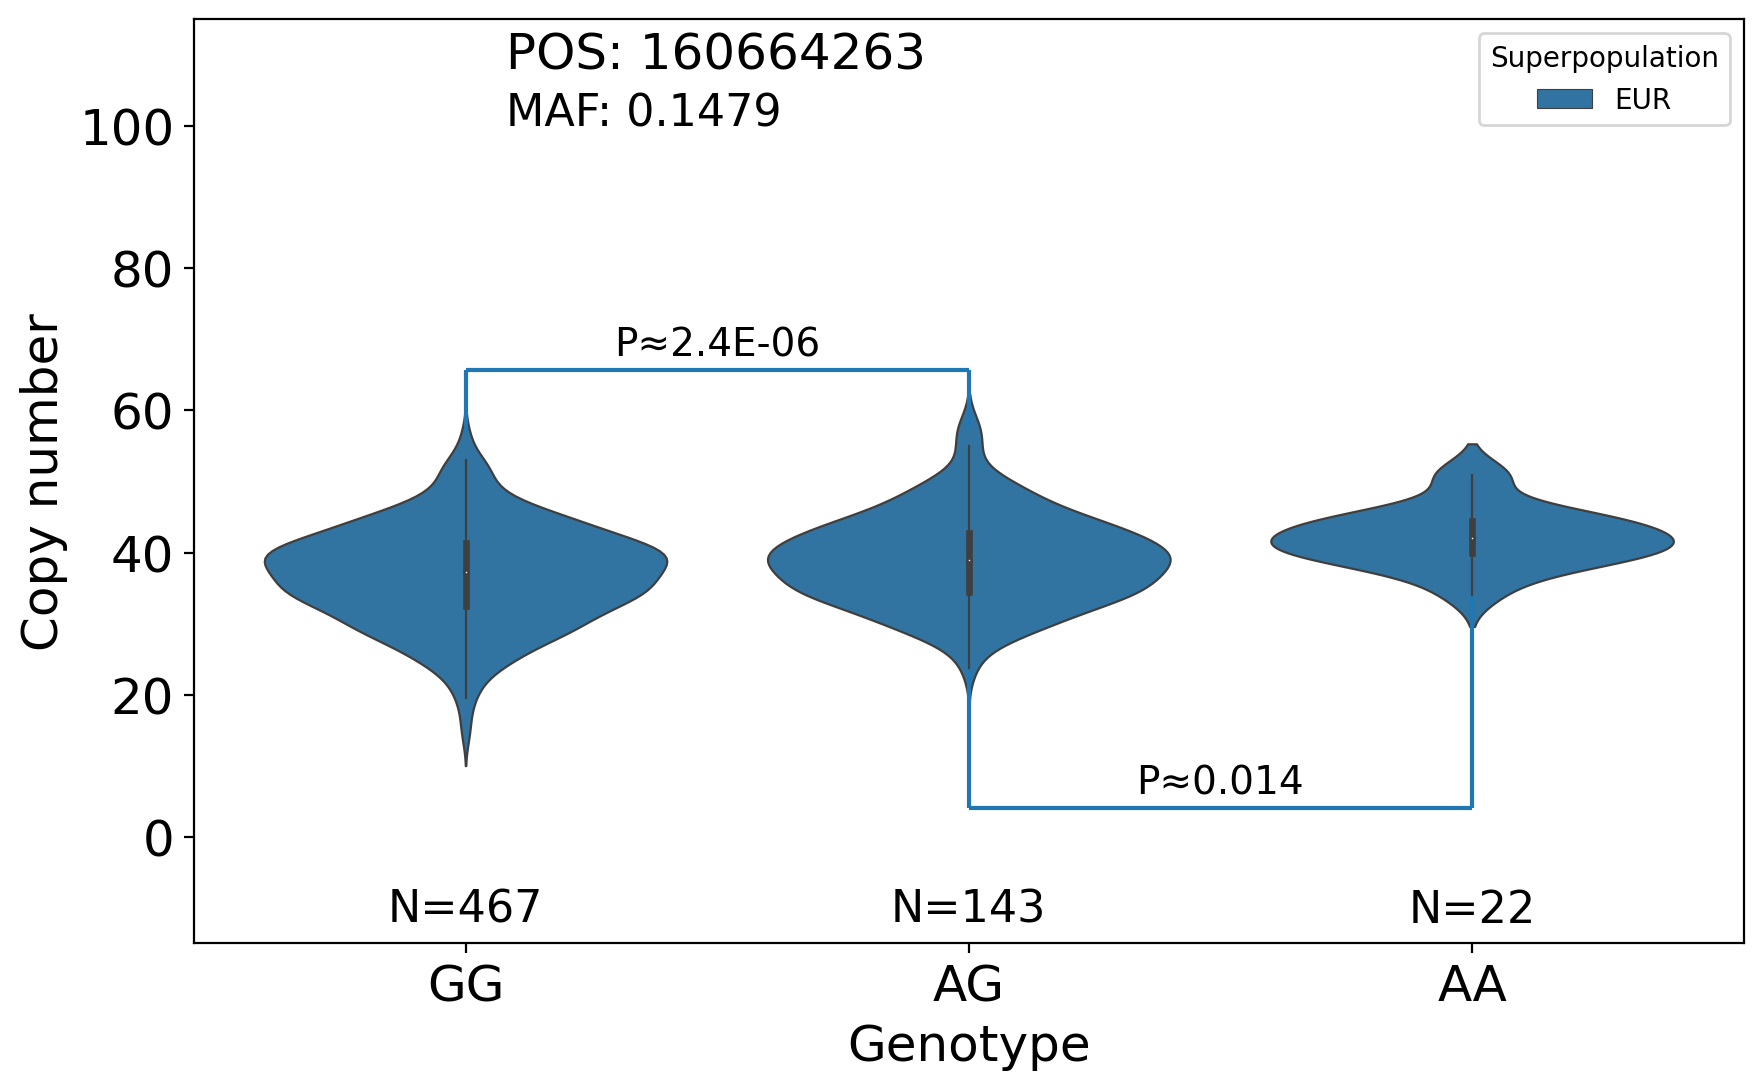 POS: 160664263
MAF: 0.1479
Superpopulation
EUR
100
80
60
40
20
0
Copy number
P≈2.4E-06
P≈0.014
N=467
N=143
N=22
GG
AG
AA
Genotype